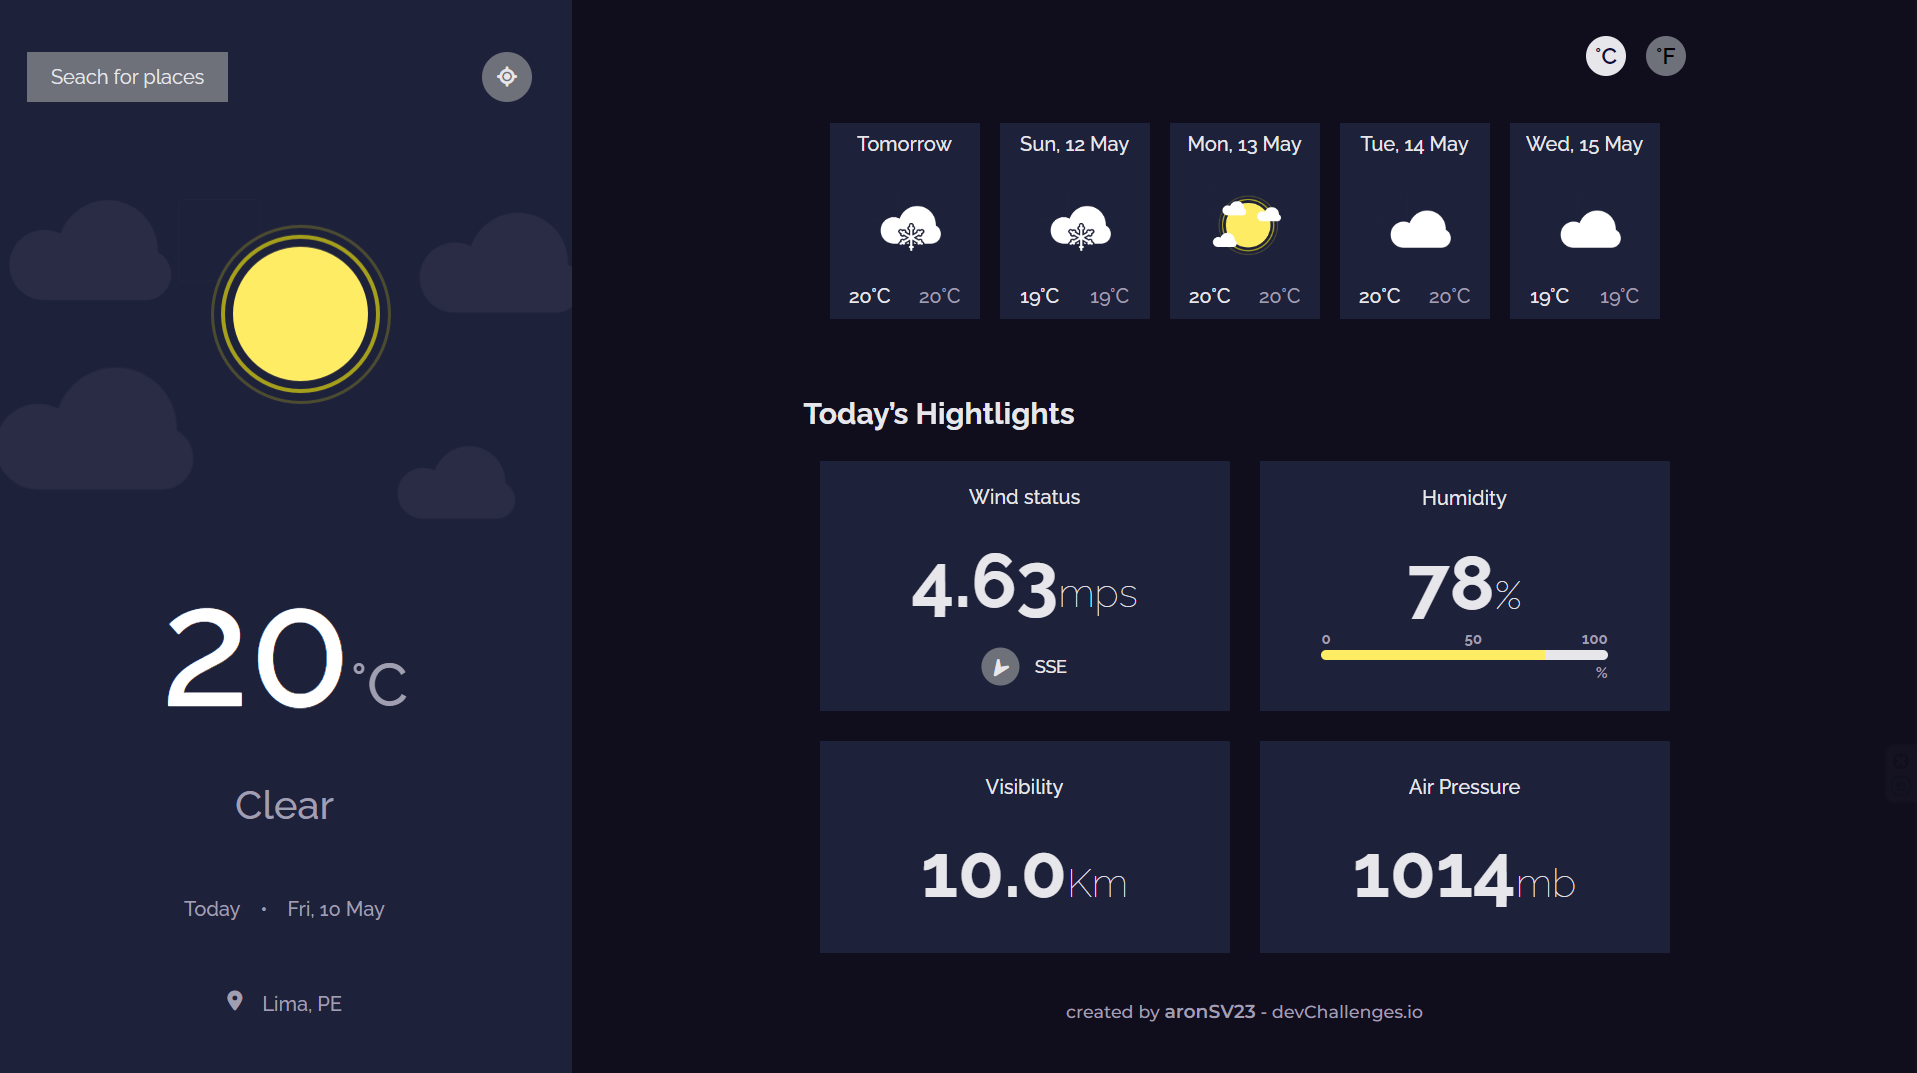 Seach for places
20°C
Clear
Today • Fri, 10 May
Lima, PE
°C °F
Tomorrow
20°C 20°C
Sun, 12 May
19°C 19°C
Mon, 13 May
20°C 20°C
Tue, 14 May
20°C 20°C
Wed, 15 May
19°C 19°C
Today's Hightlights
Wind status
4.63mps
SSE
Humidity
78%
0 50 100
%
Visibility
10.0Km
Air Pressure
1014mb
created by aronSV23 - devChallenges.io